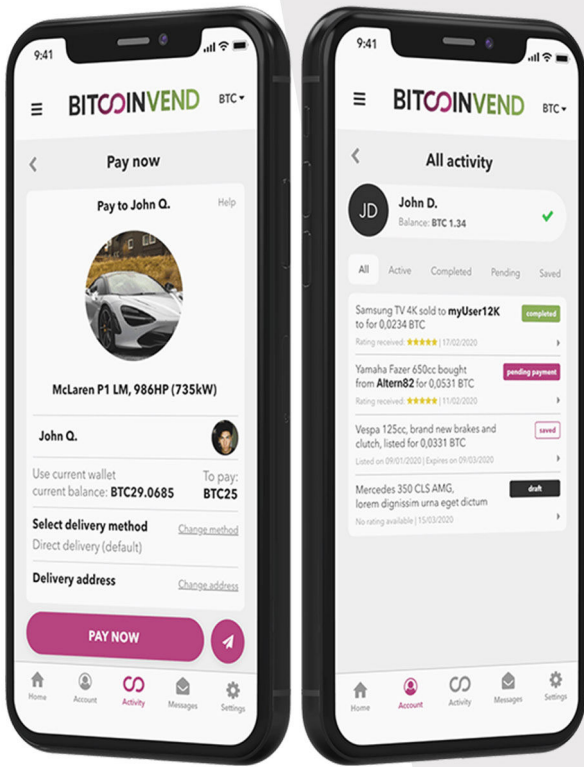 9:41
BITCOINVEND
BTC
Pay now
Pay to John Q.
Help
McLaren P1 LM, 986HP (735kW)
John Q.
Use current wallet
current balance: BTC29.0685
To pay:
BTC25
Select delivery method
Change method
Direct delivery (default)
Delivery address
Change address
PAY NOW
Home
Account
Activity
Messages
Settings
9:41
BITCOINVEND
BTC
All activity
JD
John D.
Balance: BTC 1.34
All
Active
Completed
Pending
Saved
Samsung TV 4K sold to myUser12K
to for 0,0234 BTC
completed
Rating received: ★★★★★ | 17/02/2020
Yamaha Fazer 650cc bought
from Altern82 for 0,0531 BTC
pending payment
Rating received: ★★★★★ | 11/02/2020
Vespa 125cc, brand new brakes and
clutch, listed for 0,0331 BTC
saved
Listed on 09/01/2020 | Expires on 09/03/2020
Mercedes 350 CLS AMG,
lorem dignissim urna eget dictum
draft
No rating available | 15/03/2020
Home
Account
Activity
Messages
Settings